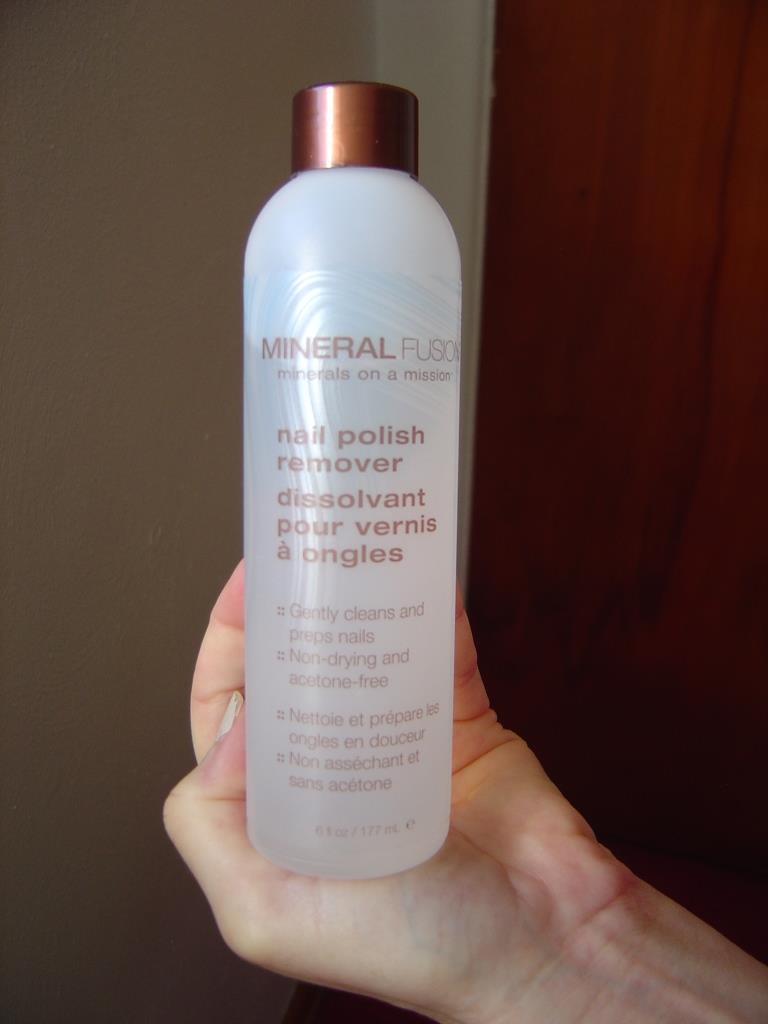 MINERAL FUSION
minerals on a mission™
nail polish
remover
dissolvant
pour vernis
à ongles
:: Gently cleans and
preps nails
:: Non-drying and
acetone-free
:: Nettoie et prépare les
ongles en douceur
:: Non asséchant et
sans acétone
6 fl oz / 177 mL ℮